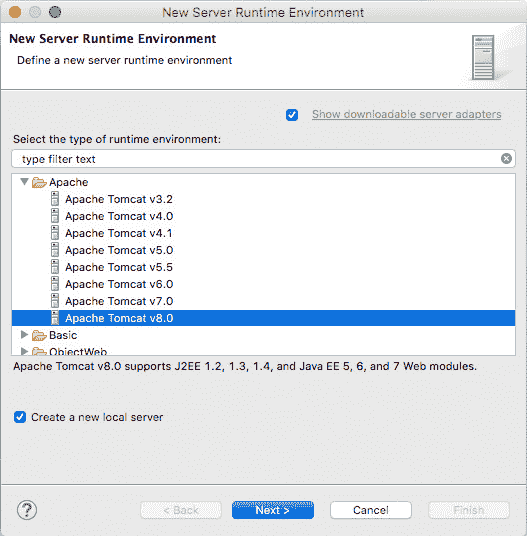 New Server Runtime Environment
New Server Runtime Environment
Define a new server runtime environment
Show downloadable server adapters
Select the type of runtime environment:
type filter text
Apache
Apache Tomcat v3.2
Apache Tomcat v4.0
Apache Tomcat v4.1
Apache Tomcat v5.0
Apache Tomcat v5.5
Apache Tomcat v6.0
Apache Tomcat v7.0
Apache Tomcat v8.0
Basic
ObjectWeb
Apache Tomcat v8.0 supports J2EE 1.2, 1.3, 1.4, and Java EE 5, 6, and 7 Web modules.
Create a new local server
? < Back Next > Cancel Finish